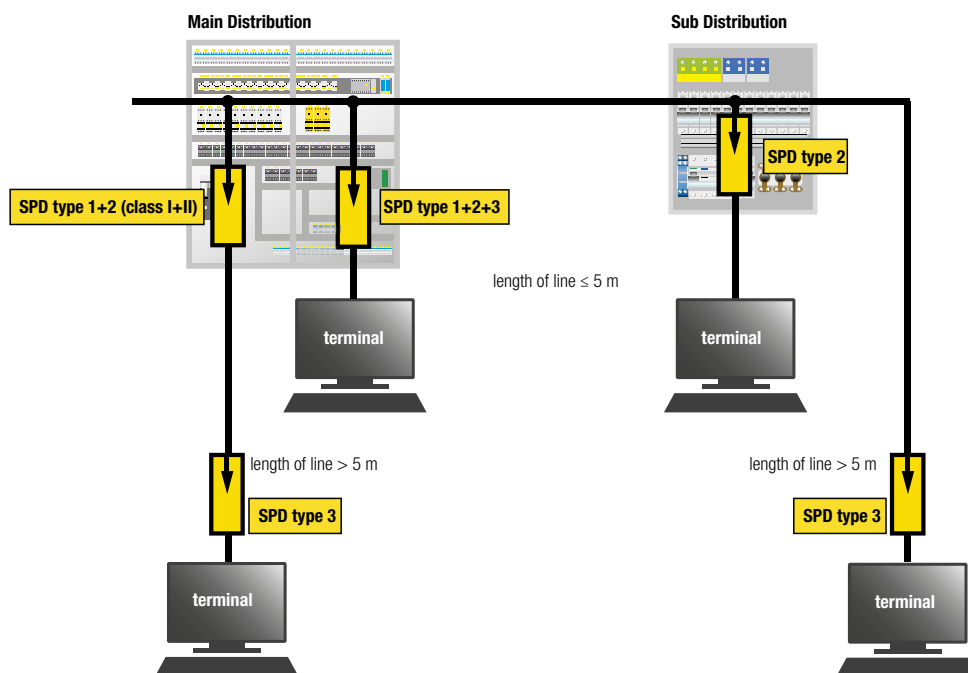 Main Distribution
Sub Distribution
SPD type 2
SPD type 1+2 (class I+II)
SPD type 1+2+3
length of line ≤ 5 m
terminal
terminal
length of line > 5 m
length of line > 5 m
SPD type 3
SPD type 3
terminal
terminal